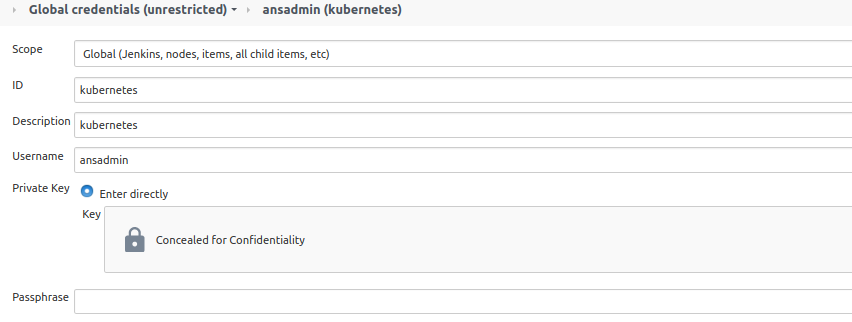 Global credentials (unrestricted) ansadmin (kubernetes)
Scope Global (Jenkins, nodes, items, all child items, etc)
ID kubernetes
Description kubernetes
Username ansadmin
Private Key Enter directly
Key
Concealed for Confidentiality
Passphrase